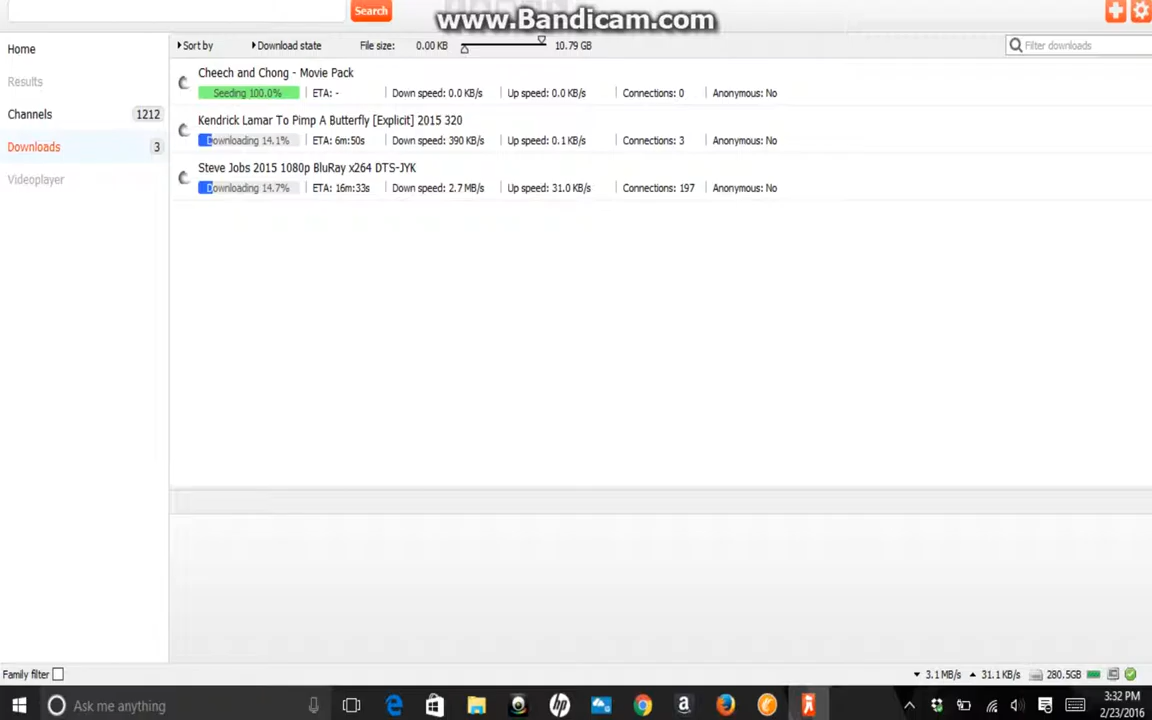 www.Bandicam.com
Search
Sort by Download state File size: 0.00 KB 10.79 GB Filter downloads
Home
Results
Channels 1212
Downloads 3
Videoplayer
Cheech and Chong - Movie Pack
Seeding 100.0% ETA: - Down speed: 0.0 KB/s Up speed: 0.0 KB/s Connections: 0 Anonymous: No
Kendrick Lamar To Pimp A Butterfly [Explicit] 2015 320
Downloading 14.1% ETA: 6m:50s Down speed: 390 KB/s Up speed: 0.1 KB/s Connections: 3 Anonymous: No
Steve Jobs 2015 1080p BluRay x264 DTS-JYK
Downloading 14.7% ETA: 16m:33s Down speed: 2.7 MB/s Up speed: 31.0 KB/s Connections: 197 Anonymous: No
Family filter 3.1 MB/s 31.1 KB/s 280.5GB
Ask me anything
hp
a
3:32 PM
2/23/2016